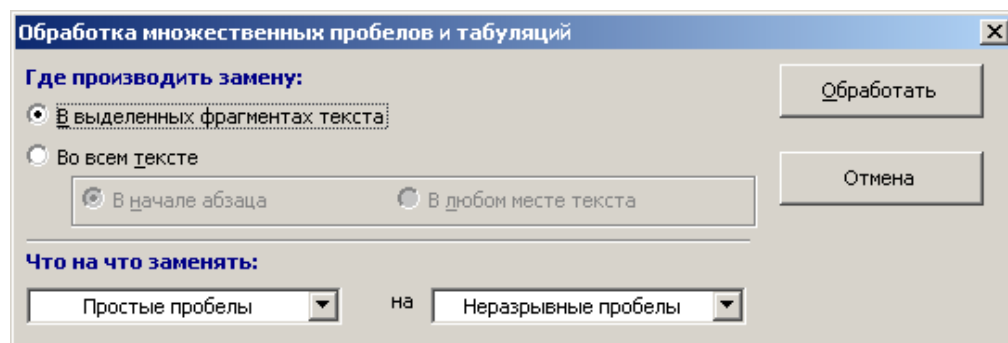 Обработка множественных пробелов и табуляций
Где производить замену:
В выделенных фрагментах текста
Обработать
Во всем тексте
Отмена
В начале абзаца В любом месте текста
Что на что заменять:
Простые пробелы на Неразрывные пробелы